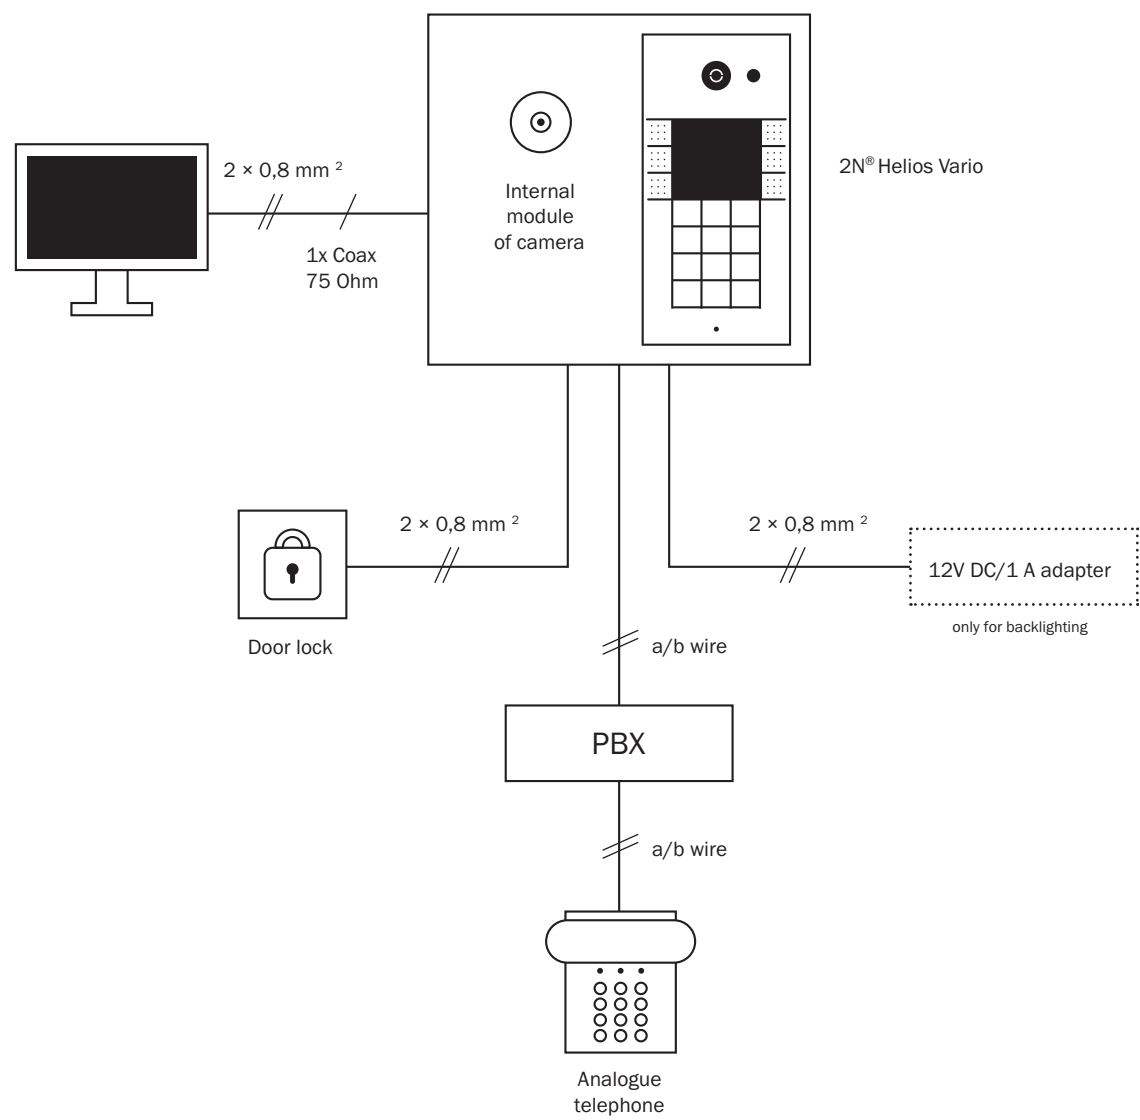 2 × 0,8 mm ²
1x Coax
75 Ohm
Internal
module
of camera
2N® Helios Vario
2 × 0,8 mm ²
2 × 0,8 mm ²
Door lock
12V DC/1 A adapter
only for backlighting
a/b wire
PBX
a/b wire
Analogue
telephone